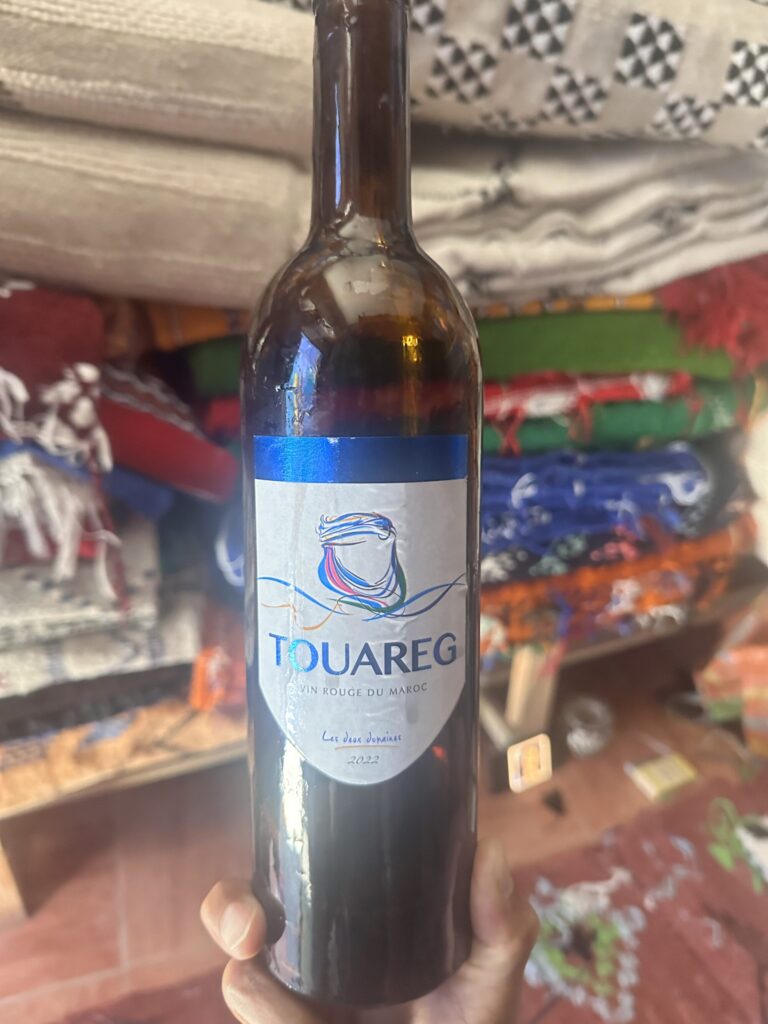 TOUAREG
VIN ROUGE DU MAROC
Les deux domaines
2022